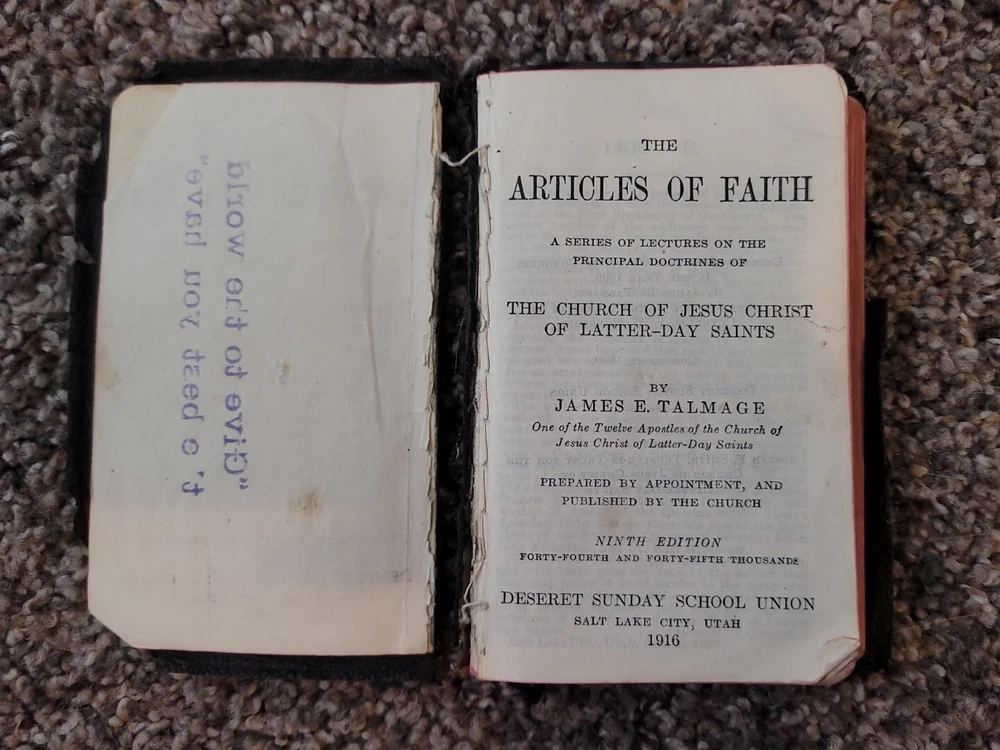 "Give to the world
t e best you have"
THE
ARTICLES OF FAITH
A SERIES OF LECTURES ON THE
PRINCIPAL DOCTRINES OF
THE CHURCH OF JESUS CHRIST
OF LATTER-DAY SAINTS
BY
JAMES E. TALMAGE
One of the Twelve Apostles of the Church of
Jesus Christ of Latter-Day Saints
PREPARED BY APPOINTMENT, AND
PUBLISHED BY THE CHURCH
NINTH EDITION
FORTY-FOURTH AND FORTY-FIFTH THOUSANDS
DESERET SUNDAY SCHOOL UNION
SALT LAKE CITY, UTAH
1916